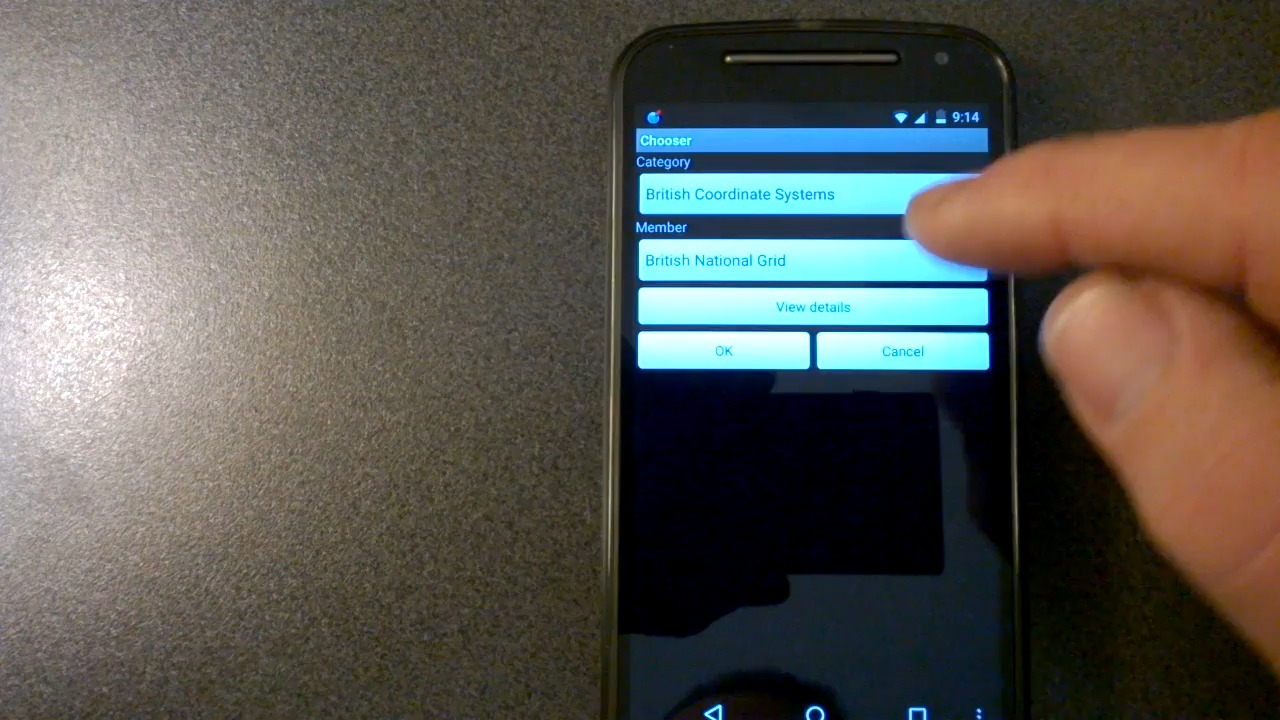 9:14
Chooser
Category
British Coordinate Systems
Member
British National Grid
View details
OK Cancel